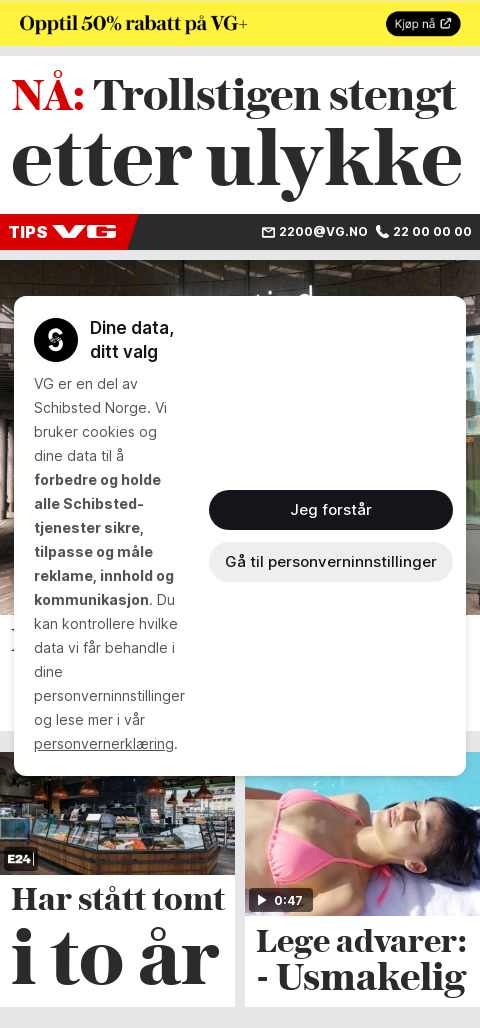 Opptil 50% rabatt på VG+
Kjøp nå
NÅ: Trollstigen stengt
etter ulykke
TIPS VG
2200@VG.NO
22 00 00 00
Dine data,
ditt valg
VG er en del av
Schibsted Norge. Vi
bruker cookies og
dine data til å
forbedre og holde
alle Schibsted-
tjenester sikre,
tilpasse og måle
reklame, innhold og
kommunikasjon. Du
kan kontrollere hvilke
data vi får behandle i
dine
personverninnstillinger
og lese mer i vår
personvernerklæring.
Jeg forstår
Gå til personverninnstillinger
E24
0:47
Har stått tomt
i to år
Lege advarer:
- Usmakelig